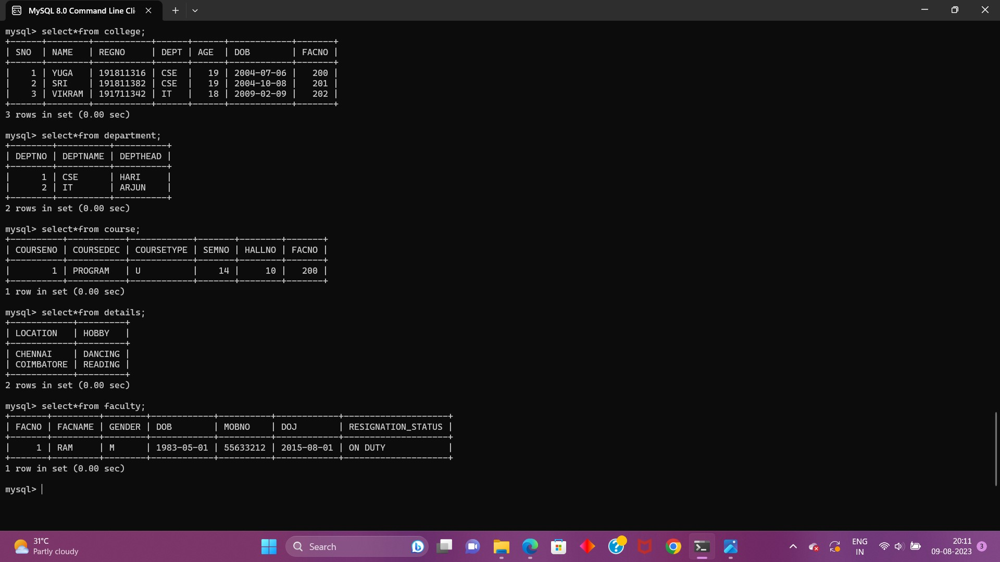 MySQL 8.0 Command Line Cli
mysql> select*from college;
+------+--------+-----------+------+------+------------+-------+
| SNO  | NAME   | REGNO     | DEPT | AGE  | DOB        | FACNO |
+------+--------+-----------+------+------+------------+-------+
|    1 | YUGA   | 191811316 | CSE  |   19 | 2004-07-06 |   200 |
|    2 | SRI    | 191811382 | CSE  |   19 | 2004-10-08 |   201 |
|    3 | VIKRAM | 191711342 | IT   |   18 | 2009-02-09 |   202 |
+------+--------+-----------+------+------+------------+-------+
3 rows in set (0.00 sec)
mysql> select*from department;
+--------+----------+----------+
| DEPTNO | DEPTNAME | DEPTHEAD |
+--------+----------+----------+
|      1 | CSE      | HARI     |
|      2 | IT       | ARJUN    |
+--------+----------+----------+
2 rows in set (0.00 sec)
mysql> select*from course;
+----------+-----------+------------+-------+--------+-------+
| COURSENO | COURSEDEC | COURSETYPE | SEMNO | HALLNO | FACNO |
+----------+-----------+------------+-------+--------+-------+
|        1 | PROGRAM   | U          |    14 |     10 |   200 |
+----------+-----------+------------+-------+--------+-------+
1 row in set (0.00 sec)
mysql> select*from details;
+------------+---------+
| LOCATION   | HOBBY   |
+------------+---------+
| CHENNAI    | DANCING |
| COIMBATORE | READING |
+------------+---------+
2 rows in set (0.00 sec)
mysql> select*from faculty;
+-------+---------+--------+------------+----------+------------+--------------------+
| FACNO | FACNAME | GENDER | DOB        | MOBNO    | DOJ        | RESIGNATION_STATUS |
+-------+---------+--------+------------+----------+------------+--------------------+
|     1 | RAM     | M      | 1983-05-01 | 55633212 | 2015-08-01 | ON DUTY            |
+-------+---------+--------+------------+----------+------------+--------------------+
1 row in set (0.00 sec)
mysql>
31°C
Partly cloudy
Search
ENG
IN
20:11
09-08-2023
3